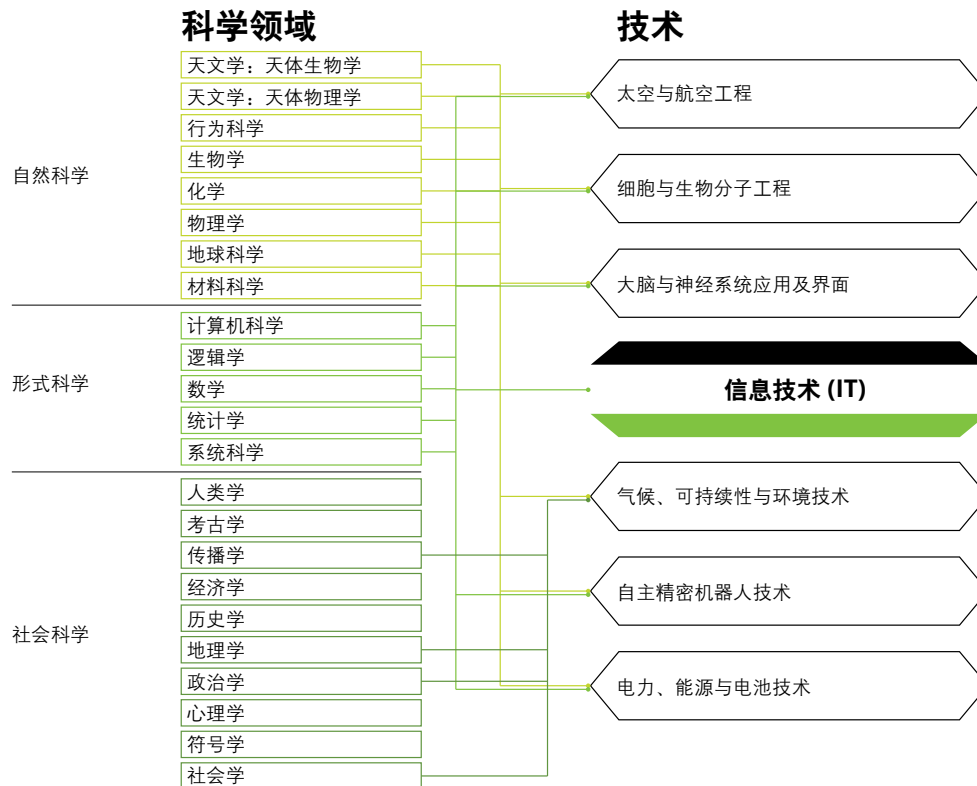 科学领域
技术
自然科学
天文学：天体生物学
天文学：天体物理学
行为科学
生物学
化学
物理学
地球科学
材料科学
形式科学
计算机科学
逻辑学
数学
统计学
系统科学
社会科学
人类学
考古学
传播学
经济学
历史学
地理学
政治学
心理学
符号学
社会学
太空与航空工程
细胞与生物分子工程
大脑与神经系统应用及界面
信息技术 (IT)
气候、可持续性与环境技术
自主精密机器人技术
电力、能源与电池技术